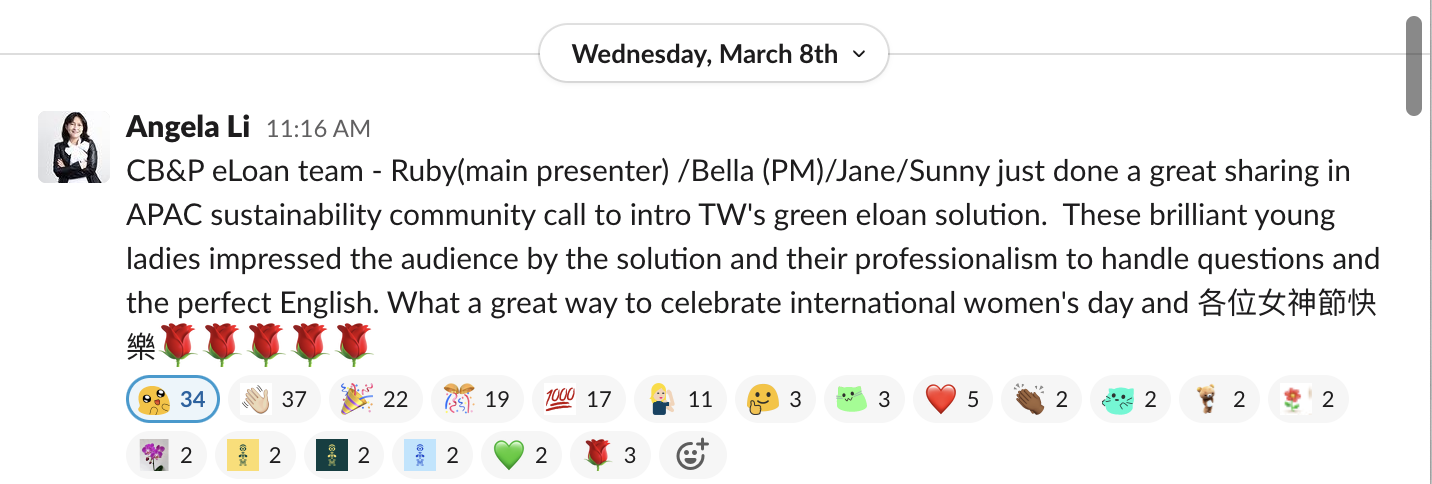 Wednesday, March 8th
Angela Li 11:16 AM
CB&P eLoan team - Ruby(main presenter) /Bella (PM)/Jane/Sunny just done a great sharing in
APAC sustainability community call to intro TW's green eloan solution.  These brilliant young
ladies impressed the audience by the solution and their professionalism to handle questions and
the perfect English. What a great way to celebrate international women's day and 各位女神節快
樂🌹🌹🌹🌹🌹
34 37 22 19 💯 17 11 3 3 5 2 2 2 2
2 2 2 2 2 3